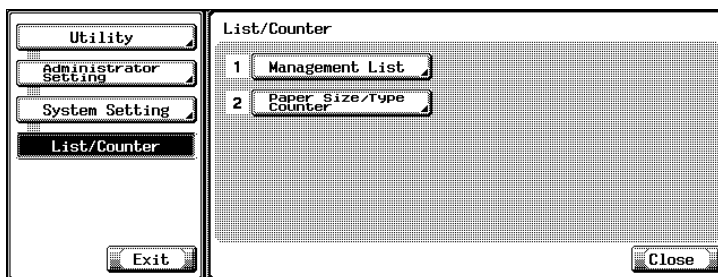 Utility
Administrator
Setting
System Setting
List/Counter
Exit
List/Counter
1 Management List
2 Paper Size/Type
Counter
Close